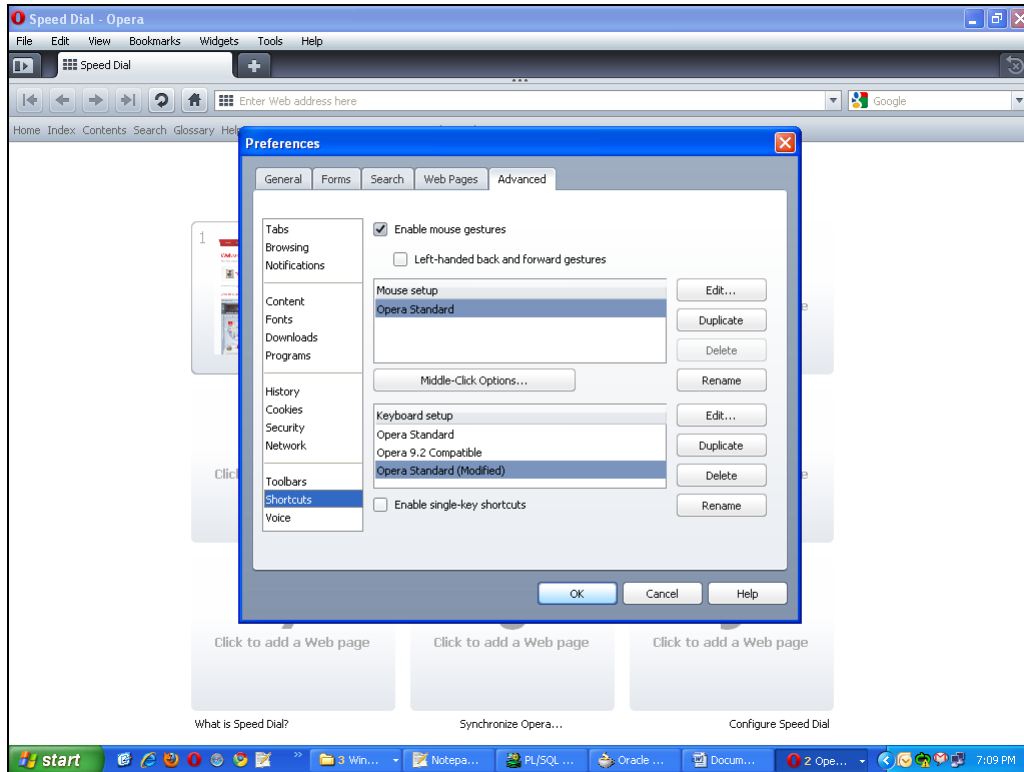 Speed Dial - Opera
File Edit View Bookmarks Widgets Tools Help
Speed Dial
Enter Web address here
Google
Home Index Contents Search Glossary Hel
Preferences
General Forms Search Web Pages Advanced
Tabs
Browsing
Notifications
Content
Fonts
Downloads
Programs
History
Cookies
Security
Network
Toolbars
Shortcuts
Voice
Enable mouse gestures
Left-handed back and forward gestures
Mouse setup
Opera Standard
Edit...
Duplicate
Delete
Rename
Middle-Click Options...
Keyboard setup
Opera Standard
Opera 9.2 Compatible
Opera Standard (Modified)
Edit...
Duplicate
Delete
Rename
Enable single-key shortcuts
OK Cancel Help
1
e
Clic
e
Click to add a Web page Click to add a Web page Click to add a Web page
What is Speed Dial? Synchronize Opera... Configure Speed Dial
start » 3 Win... Notepa... PL/SQL ... Oracle ... Docum... 2 Ope... 7:09 PM